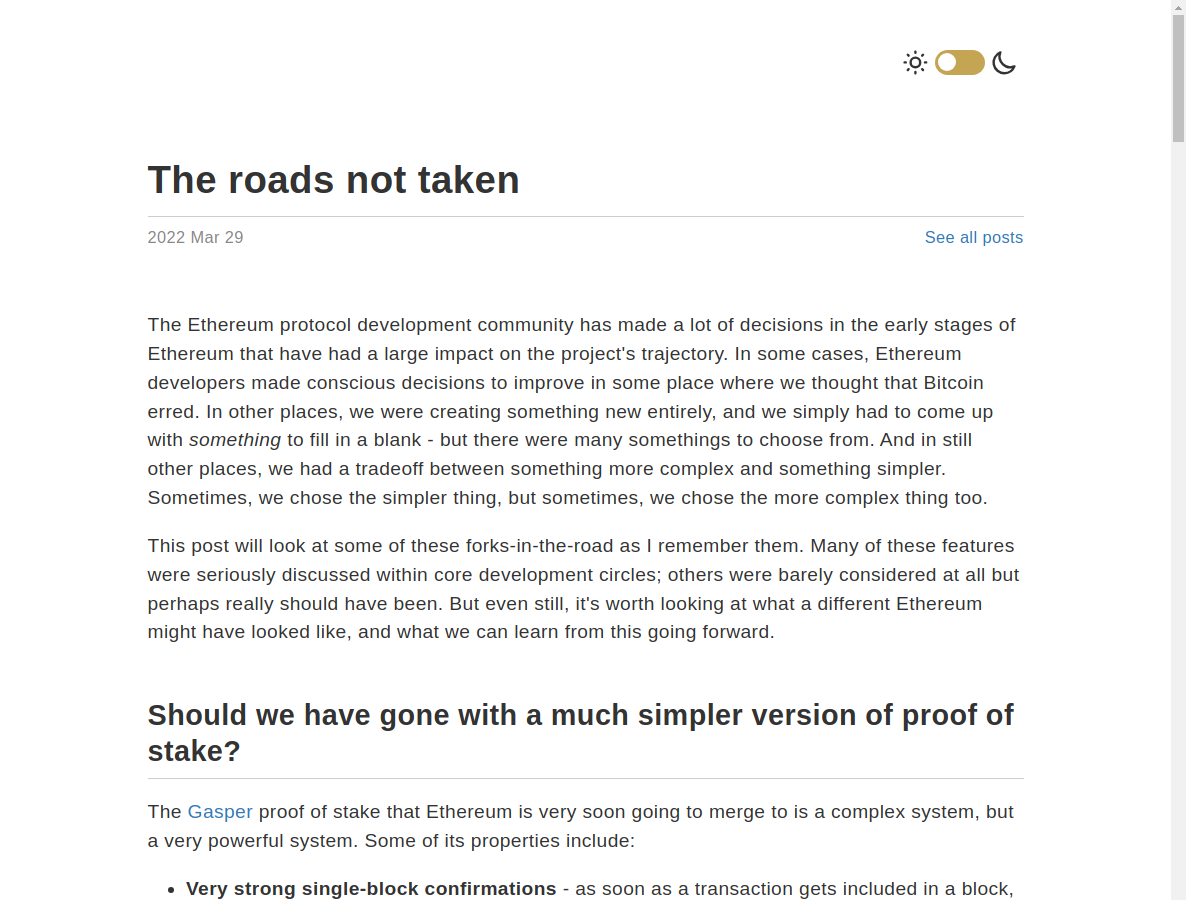 The roads not taken
2022 Mar 29 See all posts
The Ethereum protocol development community has made a lot of decisions in the early stages of
Ethereum that have had a large impact on the project's trajectory. In some cases, Ethereum
developers made conscious decisions to improve in some place where we thought that Bitcoin
erred. In other places, we were creating something new entirely, and we simply had to come up
with something to fill in a blank - but there were many somethings to choose from. And in still
other places, we had a tradeoff between something more complex and something simpler.
Sometimes, we chose the simpler thing, but sometimes, we chose the more complex thing too.
This post will look at some of these forks-in-the-road as I remember them. Many of these features
were seriously discussed within core development circles; others were barely considered at all but
perhaps really should have been. But even still, it's worth looking at what a different Ethereum
might have looked like, and what we can learn from this going forward.
Should we have gone with a much simpler version of proof of
stake?
The Gasper proof of stake that Ethereum is very soon going to merge to is a complex system, but
a very powerful system. Some of its properties include:
• Very strong single-block confirmations - as soon as a transaction gets included in a block,